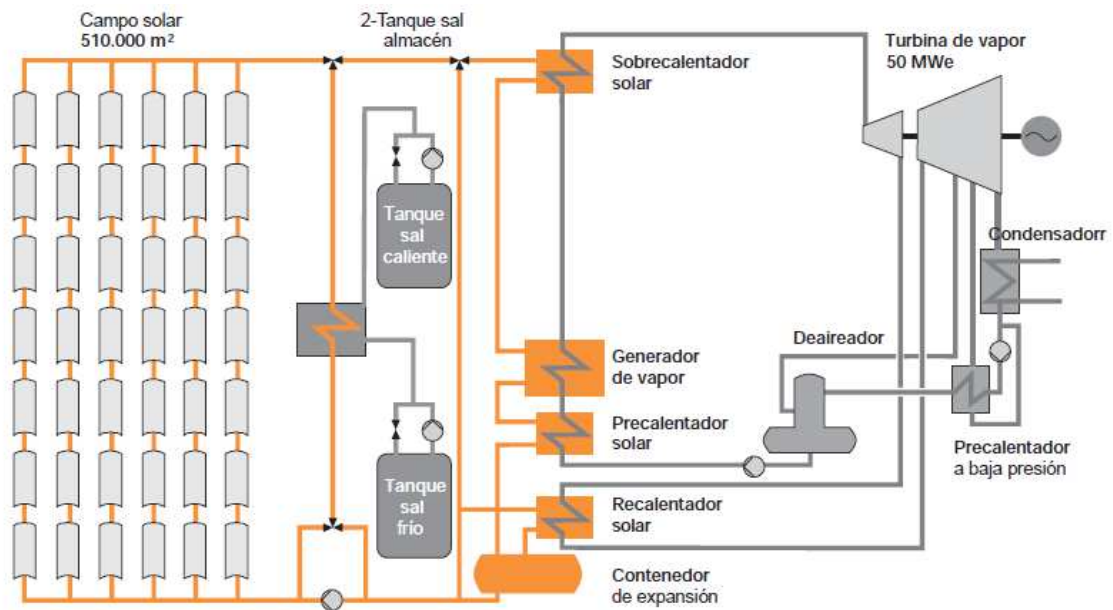 Campo solar
510.000 m²
2-Tanque sal
almacén
Sobrecalentador
solar
Turbina de vapor
50 MWe
Tanque
sal
caliente
Condensadorr
Generador
de vapor
Deaireador
Precalentador
solar
Precalentador
a baja presión
Tanque
sal
frío
Recalentador
solar
Contenedor
de expansión